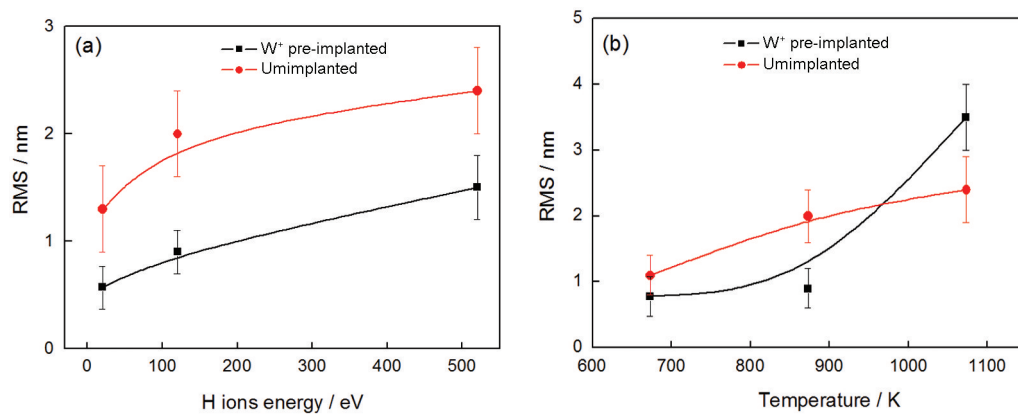 (a)
W⁺ pre-implanted
Umimplanted
3
2
1
0
RMS / nm
0 100 200 300 400 500
H ions energy / eV
(b)
W⁺ pre-implanted
Umimplanted
5
4
3
2
1
0
RMS / nm
600 700 800 900 1000 1100
Temperature / K